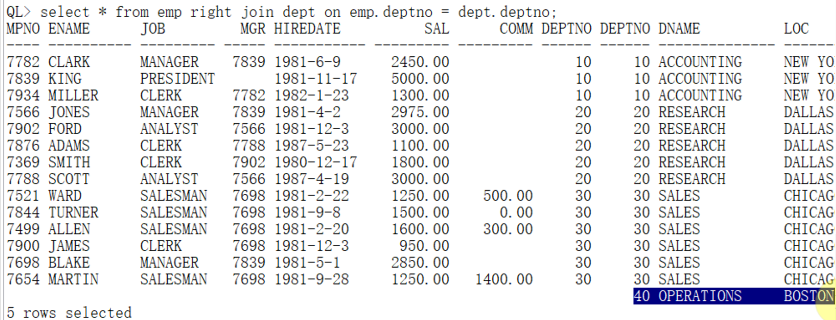 QL> select * from emp right join dept on emp.deptno = dept.deptno;
MPNO ENAME JOB MGR HIREDATE SAL COMM DEPTNO DEPTNO DNAME LOC
---- ---------- --------- ----- ----------- --------- --------- ------ ------ -------------- ------
7782 CLARK MANAGER 7839 1981-6-9 2450.00 10 10 ACCOUNTING NEW YO
7839 KING PRESIDENT 1981-11-17 5000.00 10 10 ACCOUNTING NEW YO
7934 MILLER CLERK 7782 1982-1-23 1300.00 10 10 ACCOUNTING NEW YO
7566 JONES MANAGER 7839 1981-4-2 2975.00 20 20 RESEARCH DALLAS
7902 FORD ANALYST 7566 1981-12-3 3000.00 20 20 RESEARCH DALLAS
7876 ADAMS CLERK 7788 1987-5-23 1100.00 20 20 RESEARCH DALLAS
7369 SMITH CLERK 7902 1980-12-17 1800.00 20 20 RESEARCH DALLAS
7788 SCOTT ANALYST 7566 1987-4-19 3000.00 20 20 RESEARCH DALLAS
7521 WARD SALESMAN 7698 1981-2-22 1250.00 500.00 30 30 SALES CHICAG
7844 TURNER SALESMAN 7698 1981-9-8 1500.00 0.00 30 30 SALES CHICAG
7499 ALLEN SALESMAN 7698 1981-2-20 1600.00 300.00 30 30 SALES CHICAG
7900 JAMES CLERK 7698 1981-12-3 950.00 30 30 SALES CHICAG
7698 BLAKE MANAGER 7839 1981-5-1 2850.00 30 30 SALES CHICAG
7654 MARTIN SALESMAN 7698 1981-9-28 1250.00 1400.00 30 30 SALES CHICAG
40 OPERATIONS BOSTON
5 rows selected